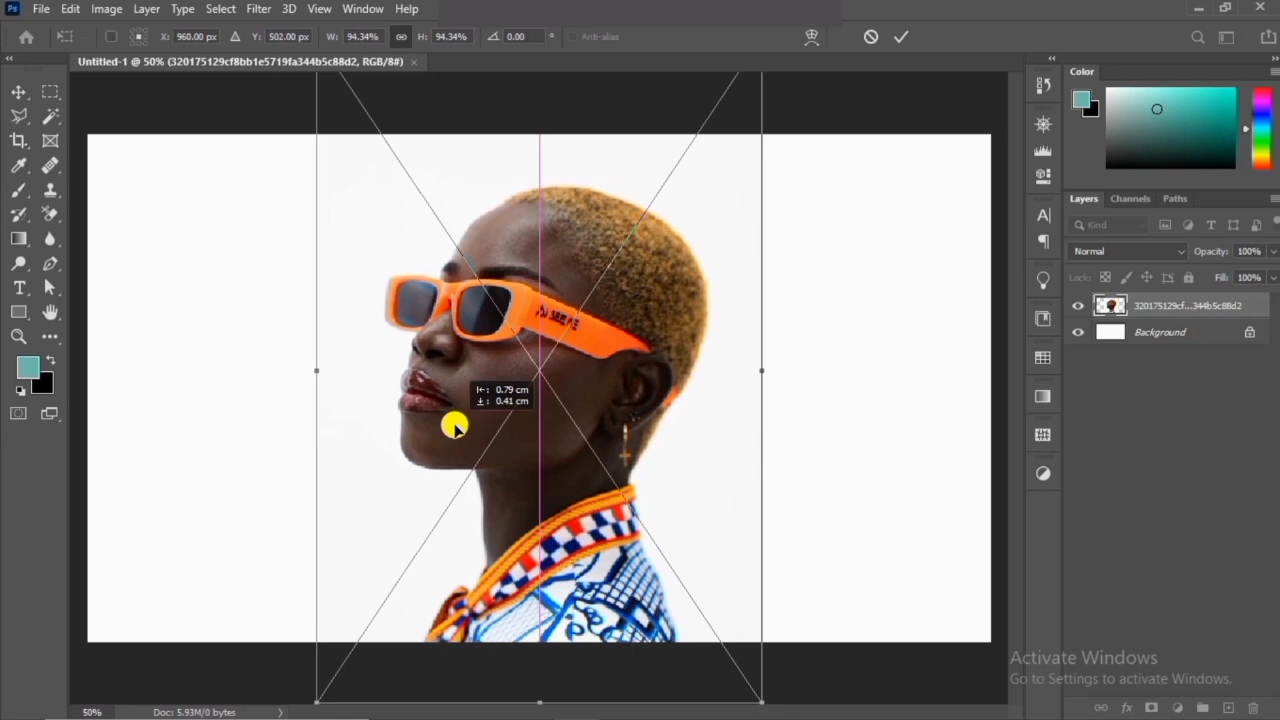 Ps File Edit Image Layer Type Select Filter 3D View Window Help
X: 960.00 px Y: 502.00 px W: 94.34% H: 94.34% 0.00 ° Anti-alias
Untitled-1 @ 50% (320175129cf8bb1e5719fa344b5c88d2, RGB/8#) ×
Color
Layers Channels Paths
Kind
Normal Opacity: 100%
Lock: Fill: 100%
320175129cf...344b5c88d2
Background
: 0.79 cm
: 0.41 cm
Activate Windows
Go to Settings to activate Windows.
50% Doc: 5.93M/0 bytes